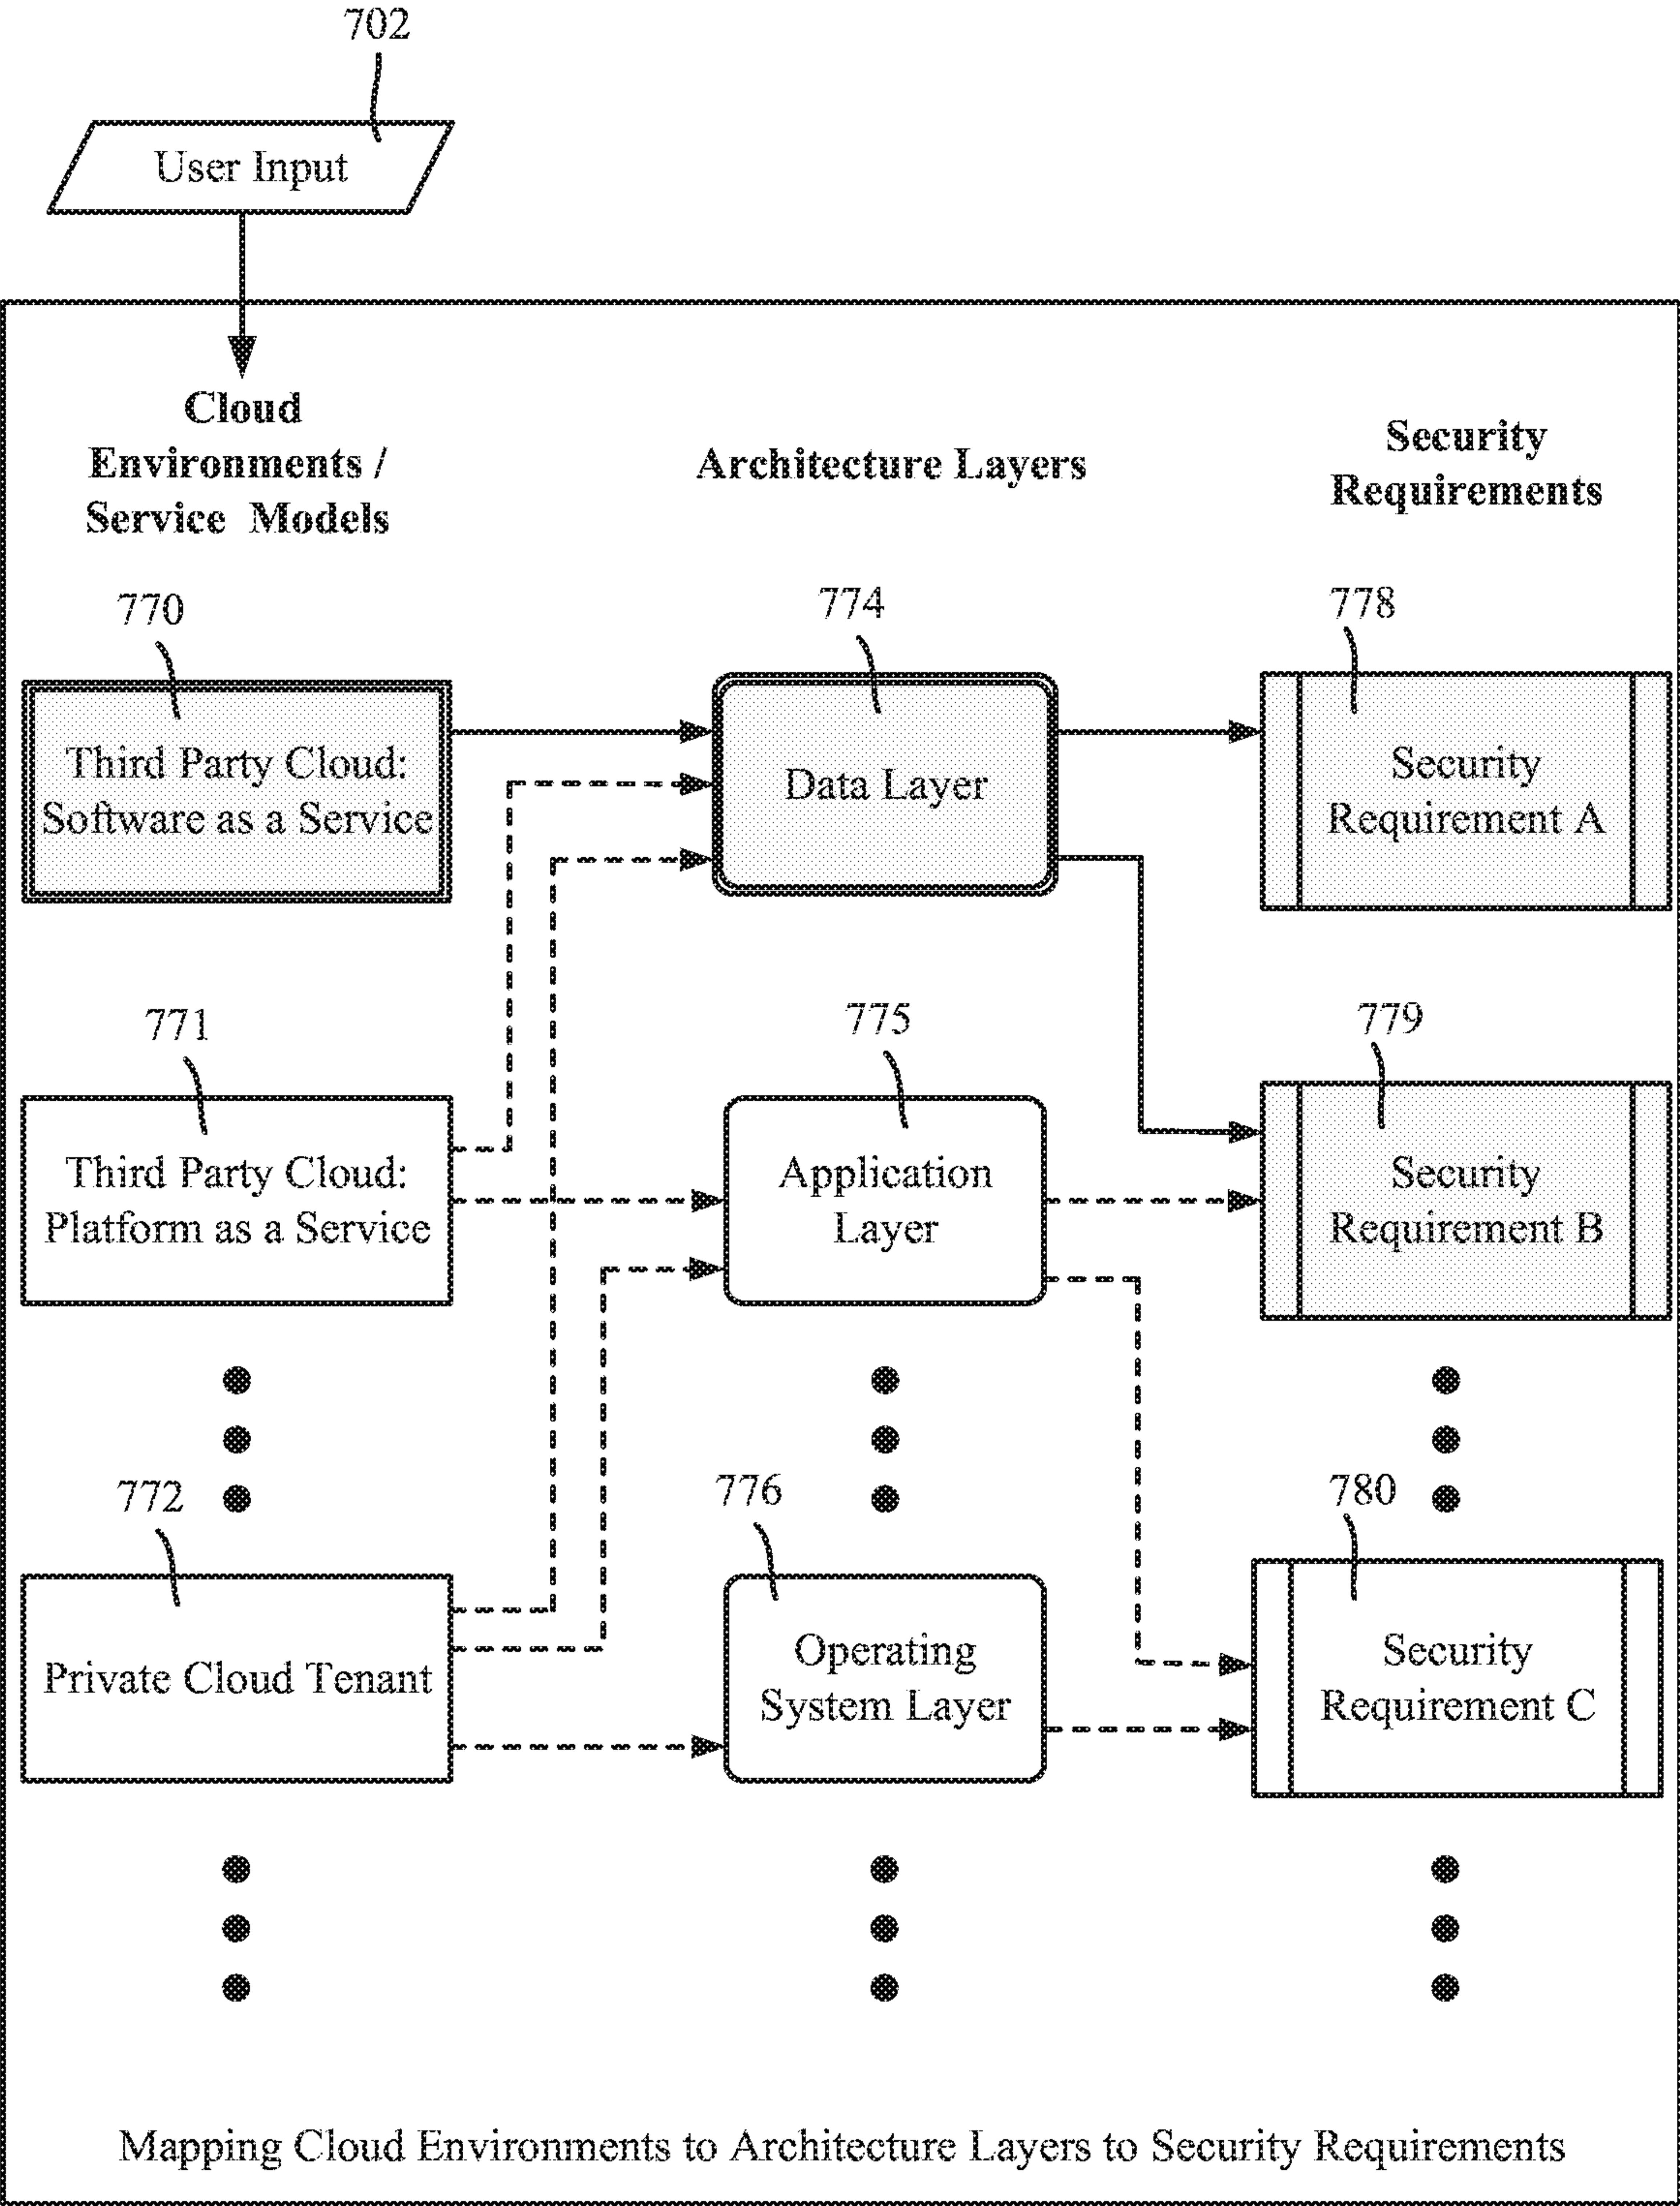 702
User Input
Cloud
Environments /
Service Models
Architecture Layers
Security
Requirements
770
774
778
Third Party Cloud:
Software as a Service
Data Layer
Security
Requirement A
771
775
779
Third Party Cloud:
Platform as a Service
Application
Layer
Security
Requirement B
772
776
780
Private Cloud Tenant
Operating
System Layer
Security
Requirement C
Mapping Cloud Environments to Architecture Layers to Security Requirements